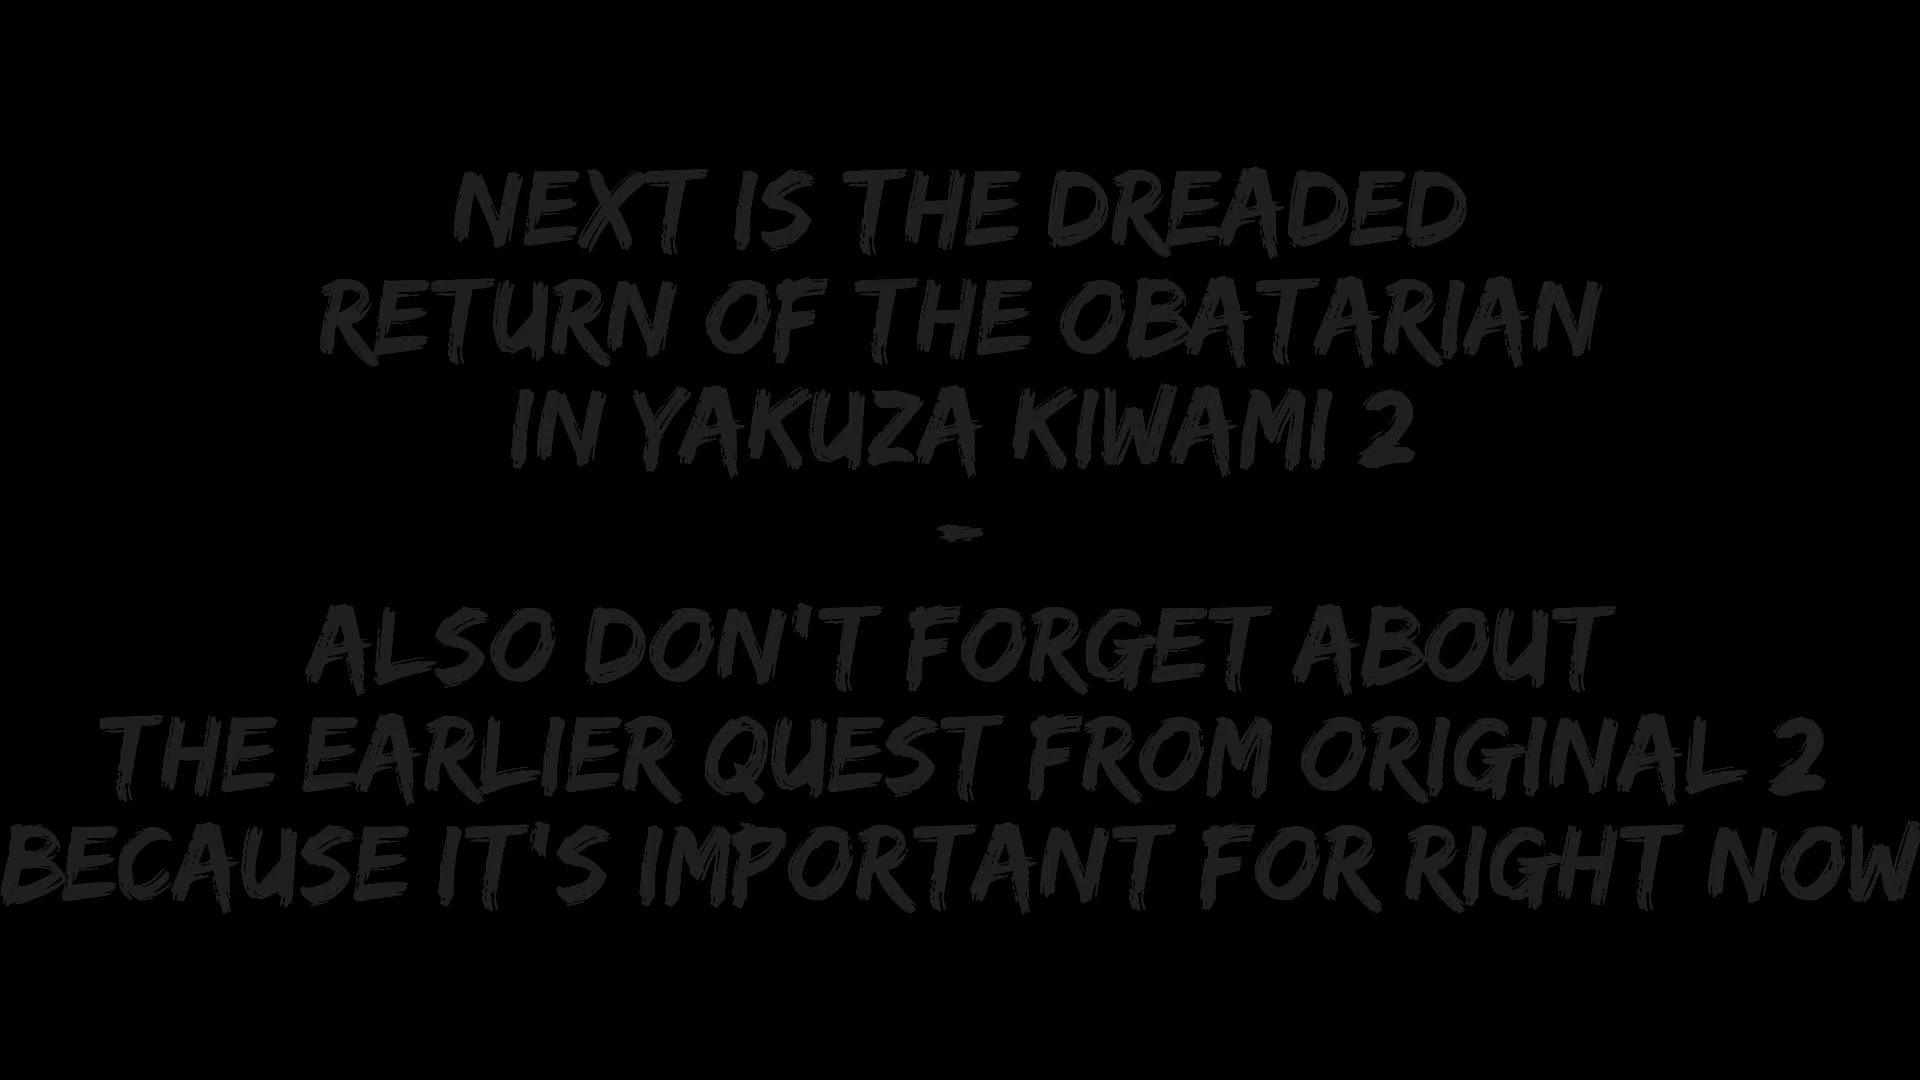 NEXT IS THE DREADED
RETURN OF THE OBATARIAN
IN YAKUZA KIWAMI 2
-
ALSO DON'T FORGET ABOUT
THE EARLIER QUEST FROM ORIGINAL 2
BECAUSE IT'S IMPORTANT FOR RIGHT NOW